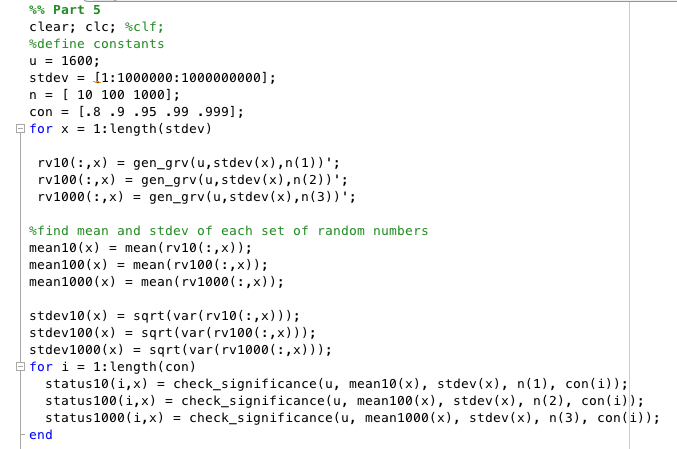 %% Part 5
clear; clc; %clf;
%define constants
u = 1600;
stdev = [1:1000000:1000000000];
n = [ 10 100 1000];
con = [.8 .9 .95 .99 .999];
for x = 1:length(stdev)
rv10(:,x) = gen_grv(u,stdev(x),n(1))';
rv100(:,x) = gen_grv(u,stdev(x),n(2))';
rv1000(:,x) = gen_grv(u,stdev(x),n(3))';
%find mean and stdev of each set of random numbers
mean10(x) = mean(rv10(:,x));
mean100(x) = mean(rv100(:,x));
mean1000(x) = mean(rv1000(:,x));
stdev10(x) = sqrt(var(rv10(:,x)));
stdev100(x) = sqrt(var(rv100(:,x)));
stdev1000(x) = sqrt(var(rv1000(:,x)));
for i = 1:length(con)
status10(i,x) = check_significance(u, mean10(x), stdev(x), n(1), con(i));
status100(i,x) = check_significance(u, mean100(x), stdev(x), n(2), con(i));
status1000(i,x) = check_significance(u, mean1000(x), stdev(x), n(3), con(i));
end